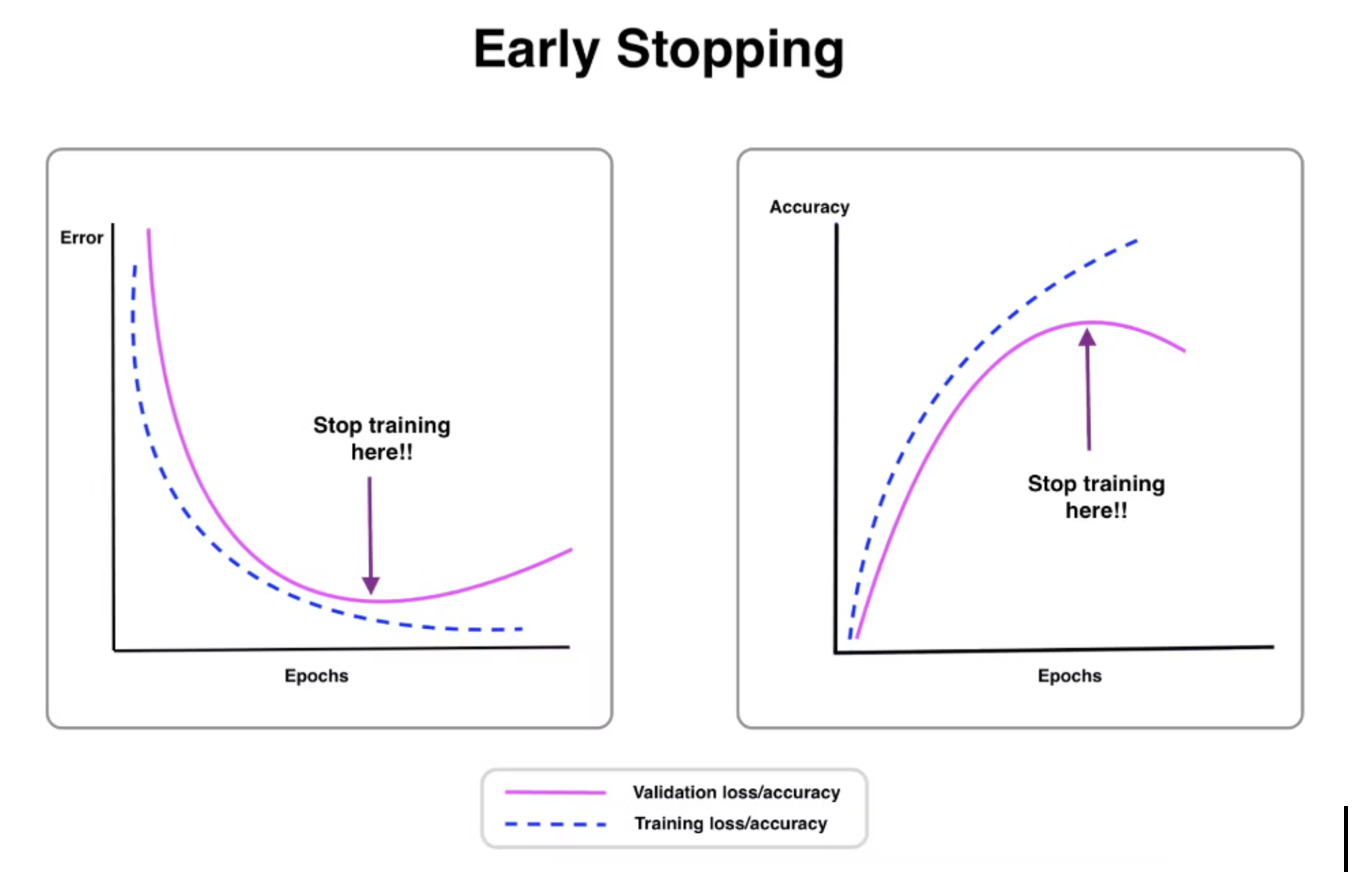 Early Stopping
Error
Stop training
here!!
Epochs
Accuracy
Stop training
here!!
Epochs
Validation loss/accuracy
Training loss/accuracy